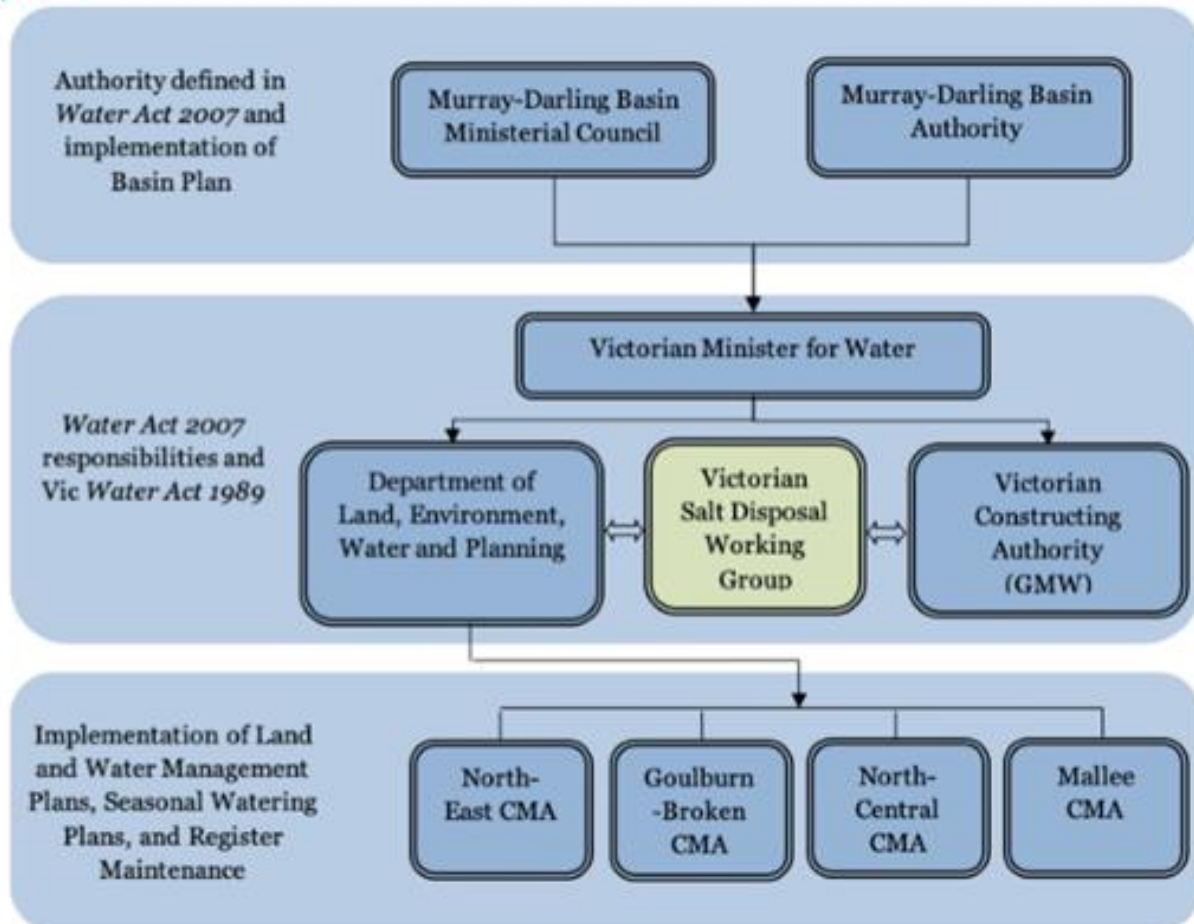 Authority defined in
Water Act 2007 and
implementation of
Basin Plan
Murray-Darling Basin
Ministerial Council
Murray-Darling Basin
Authority
Water Act 2007
responsibilities and
Vic Water Act 1989
Victorian Minister for Water
Department of
Land, Environment,
Water and Planning
Victorian
Salt Disposal
Working
Group
Victorian
Constructing
Authority
(GMW)
Implementation of Land
and Water Management
Plans, Seasonal Watering
Plans, and Register
Maintenance
North-
East CMA
Goulburn
-Broken
CMA
North-
Central
CMA
Mallee
CMA